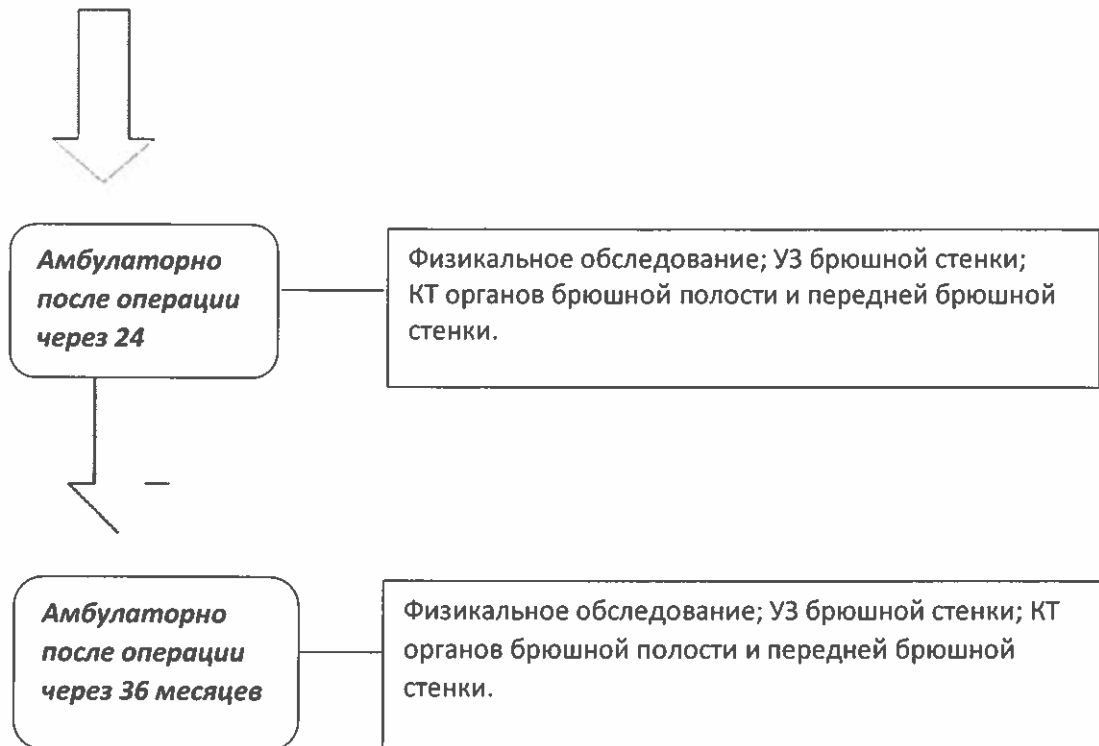 Амбулаторно
после операции
через 24
Физикальное обследование; УЗ брюшной стенки;
КТ органов брюшной полости и передней брюшной
стенки.
Амбулаторно
после операции
через 36 месяцев
Физикальное обследование; УЗ брюшной стенки; КТ
органов брюшной полости и передней брюшной
стенки.